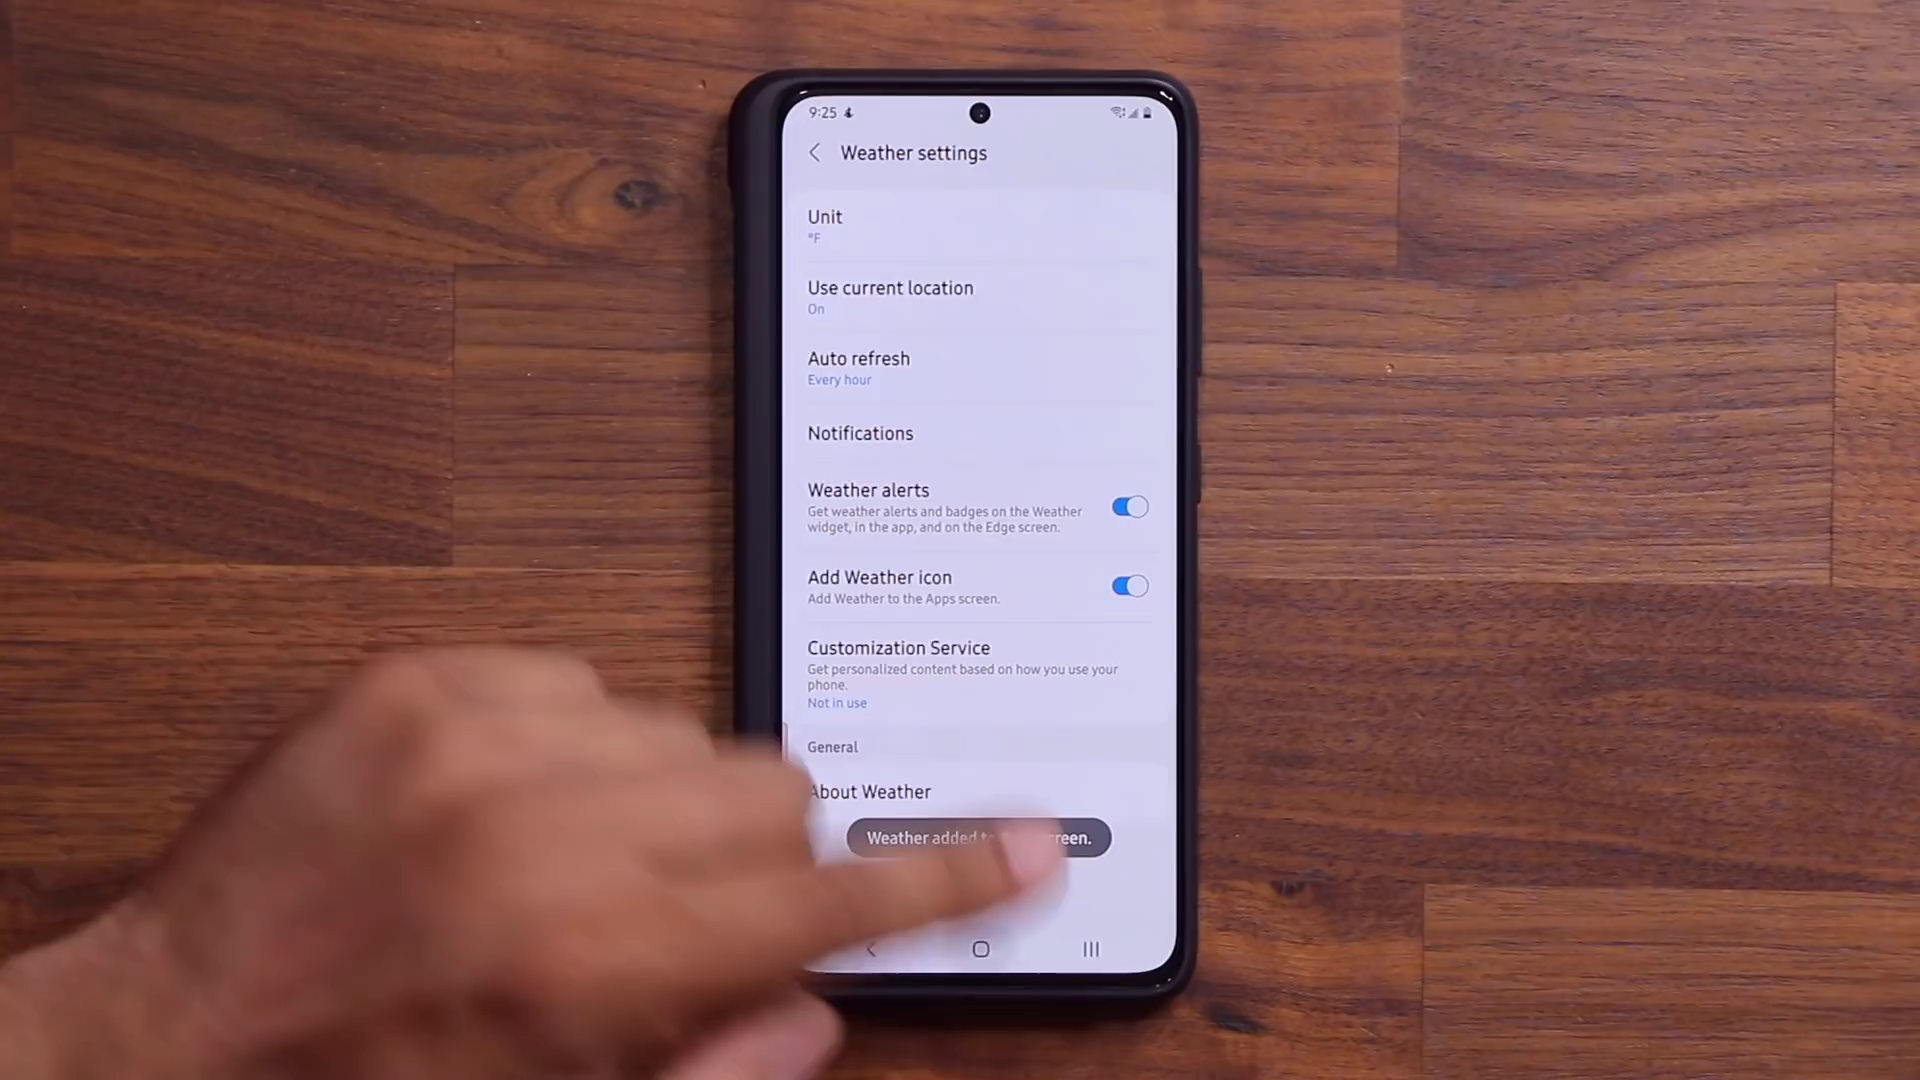 9:25
Weather settings
Unit
°F
Use current location
On
Auto refresh
Every hour
Notifications
Weather alerts
Get weather alerts and badges on the Weather
widget, in the app, and on the Edge screen.
Add Weather icon
Add Weather to the Apps screen.
Customization Service
Get personalized content based on how you use your
phone.
Not in use
General
About Weather
Weather added